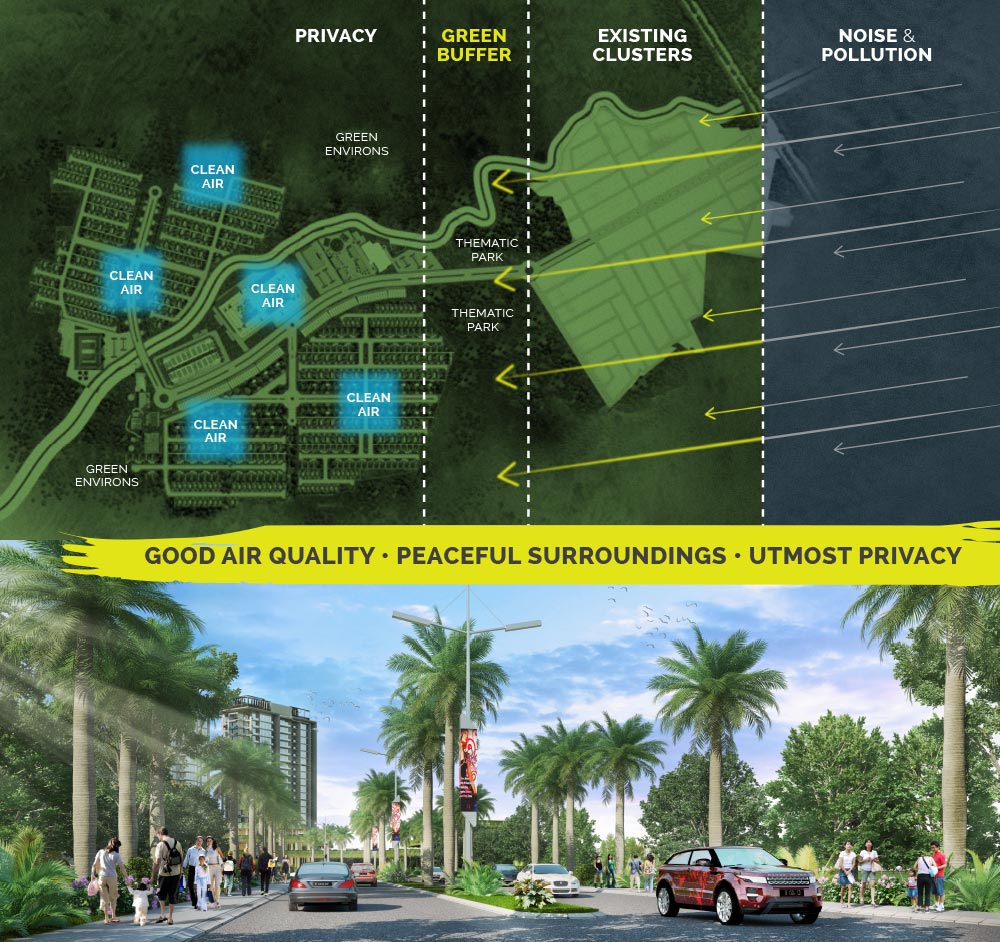 PRIVACY
GREEN
BUFFER
EXISTING
CLUSTERS
NOISE &
POLLUTION
GREEN
ENVIRONS
CLEAN
AIR
THEMATIC
PARK
CLEAN
AIR
CLEAN
AIR
THEMATIC
PARK
CLEAN
AIR
CLEAN
AIR
GREEN
ENVIRONS
GOOD AIR QUALITY • PEACEFUL SURROUNDINGS • UTMOST PRIVACY